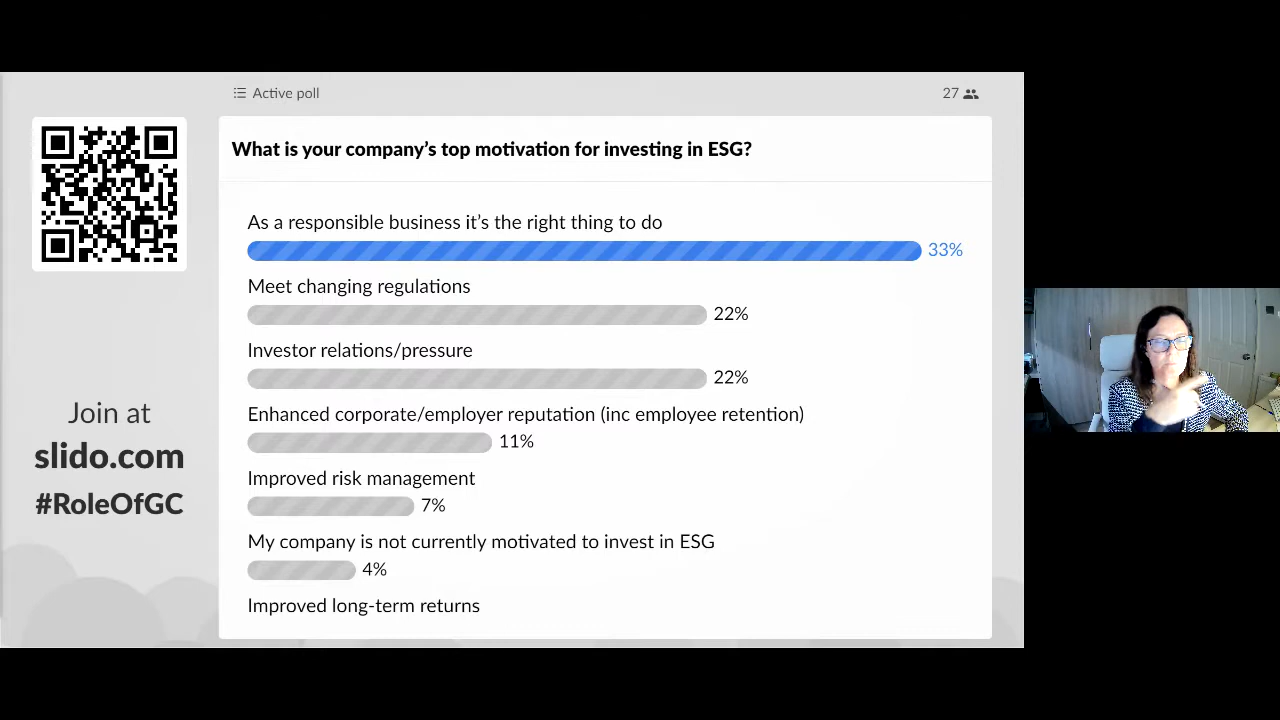 Active poll
27
What is your company's top motivation for investing in ESG?
As a responsible business it's the right thing to do
33%
Meet changing regulations
22%
Investor relations/pressure
22%
Enhanced corporate/employer reputation (inc employee retention)
11%
Improved risk management
7%
My company is not currently motivated to invest in ESG
4%
Improved long-term returns
Join at
slido.com
#RoleOfGC